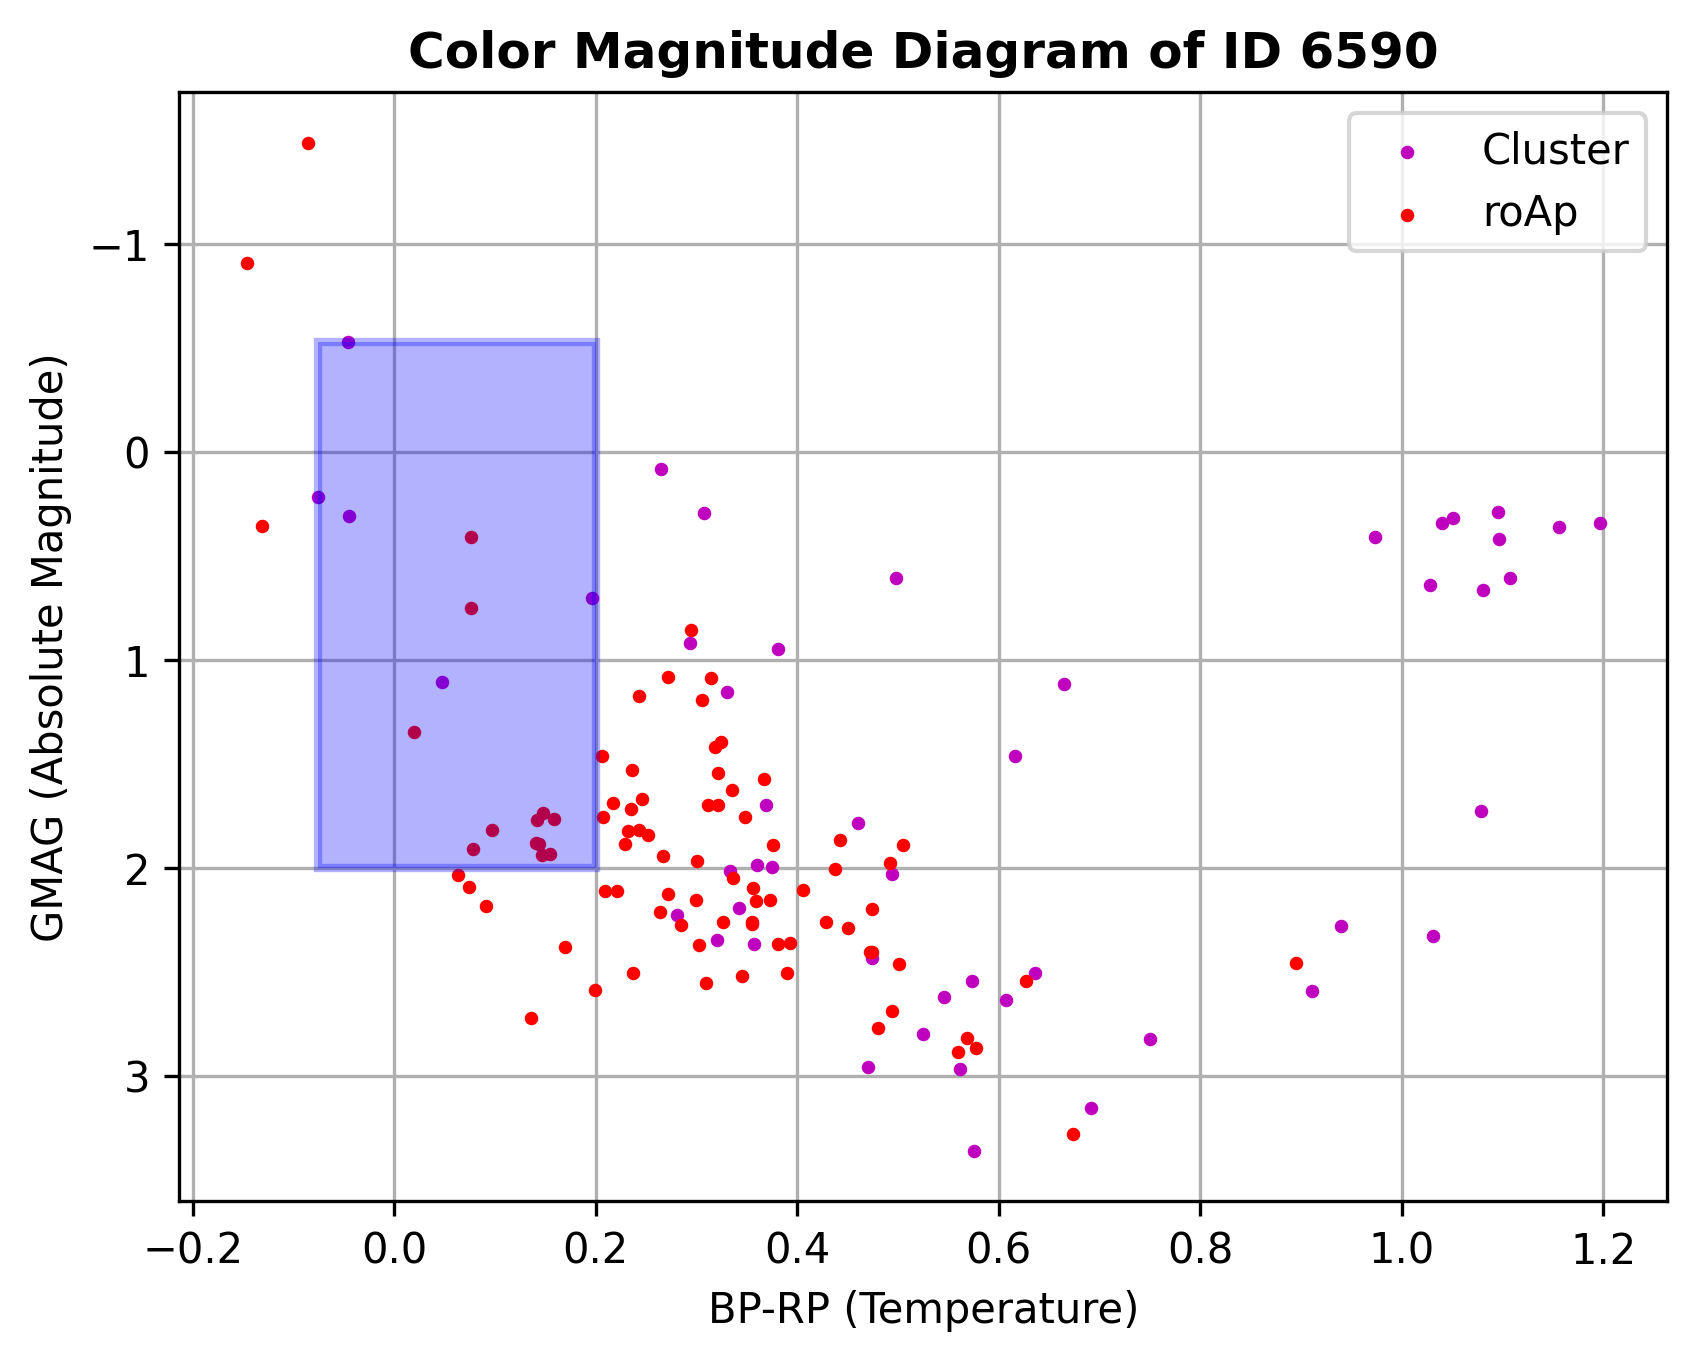 Color Magnitude Diagram of ID 6590
Cluster
roAp
GMAG (Absolute Magnitude)
−1
0
1
2
3
−0.2 0.0 0.2 0.4 0.6 0.8 1.0 1.2
BP-RP (Temperature)